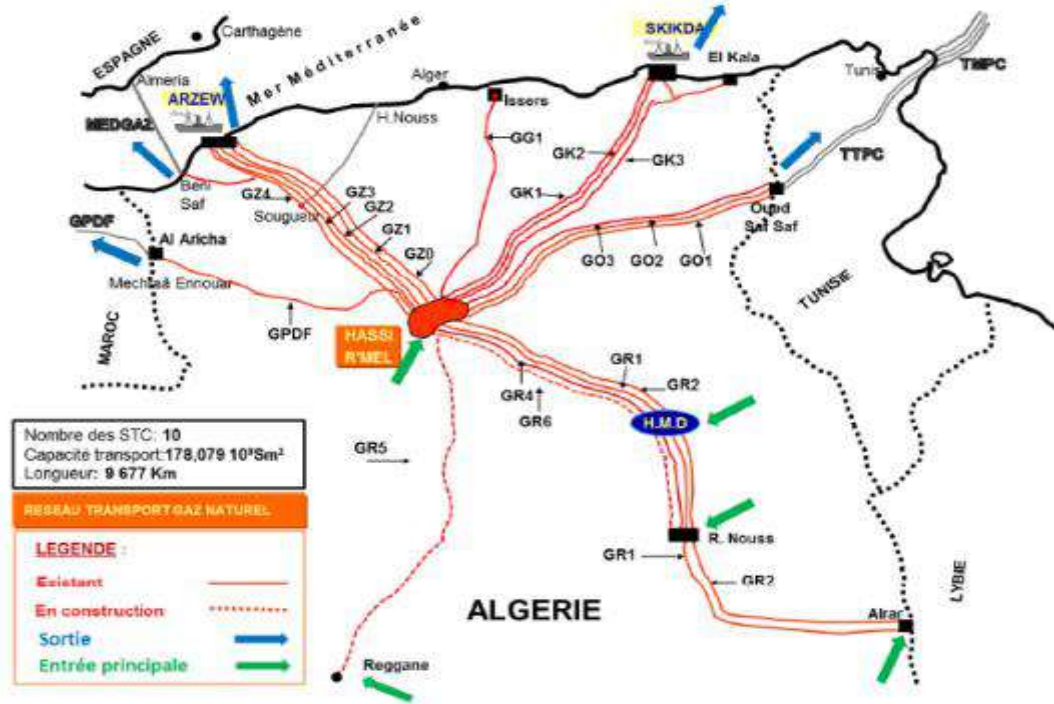 Carthagène
ESPAGNE
Mer Méditerranée
SKIKDA
El Kala
Tunis
TMPC
Almeria
ARZEW
Alger
Issers
H.Nouss
MEDGAZ
GG1
GK2
GK3
TTPC
Beni
Saf
GZ4
GZ3
GZ2
Sougueur
GK1
Oued
Saf Saf
GPDF
Al Aricha
GZ1
GZ0
GO3
GO2
GO1
Mechtaâ Ennouar
TUNISIE
MAROC
GPDF
HASSI
R'MEL
GR1
GR2
GR4
GR6
H.M.D
Nombre des STC: 10
Capacité transport:178,079 10⁹Sm³
Longueur: 9 677 Km
GR5
RESEAU TRANSPORT GAZ NATUREL
R. Nouss
LEGENDE :
GR1
GR2
Existant
En construction
LYBIE
Sortie
ALGERIE
Alrar
Entrée principale
Reggane